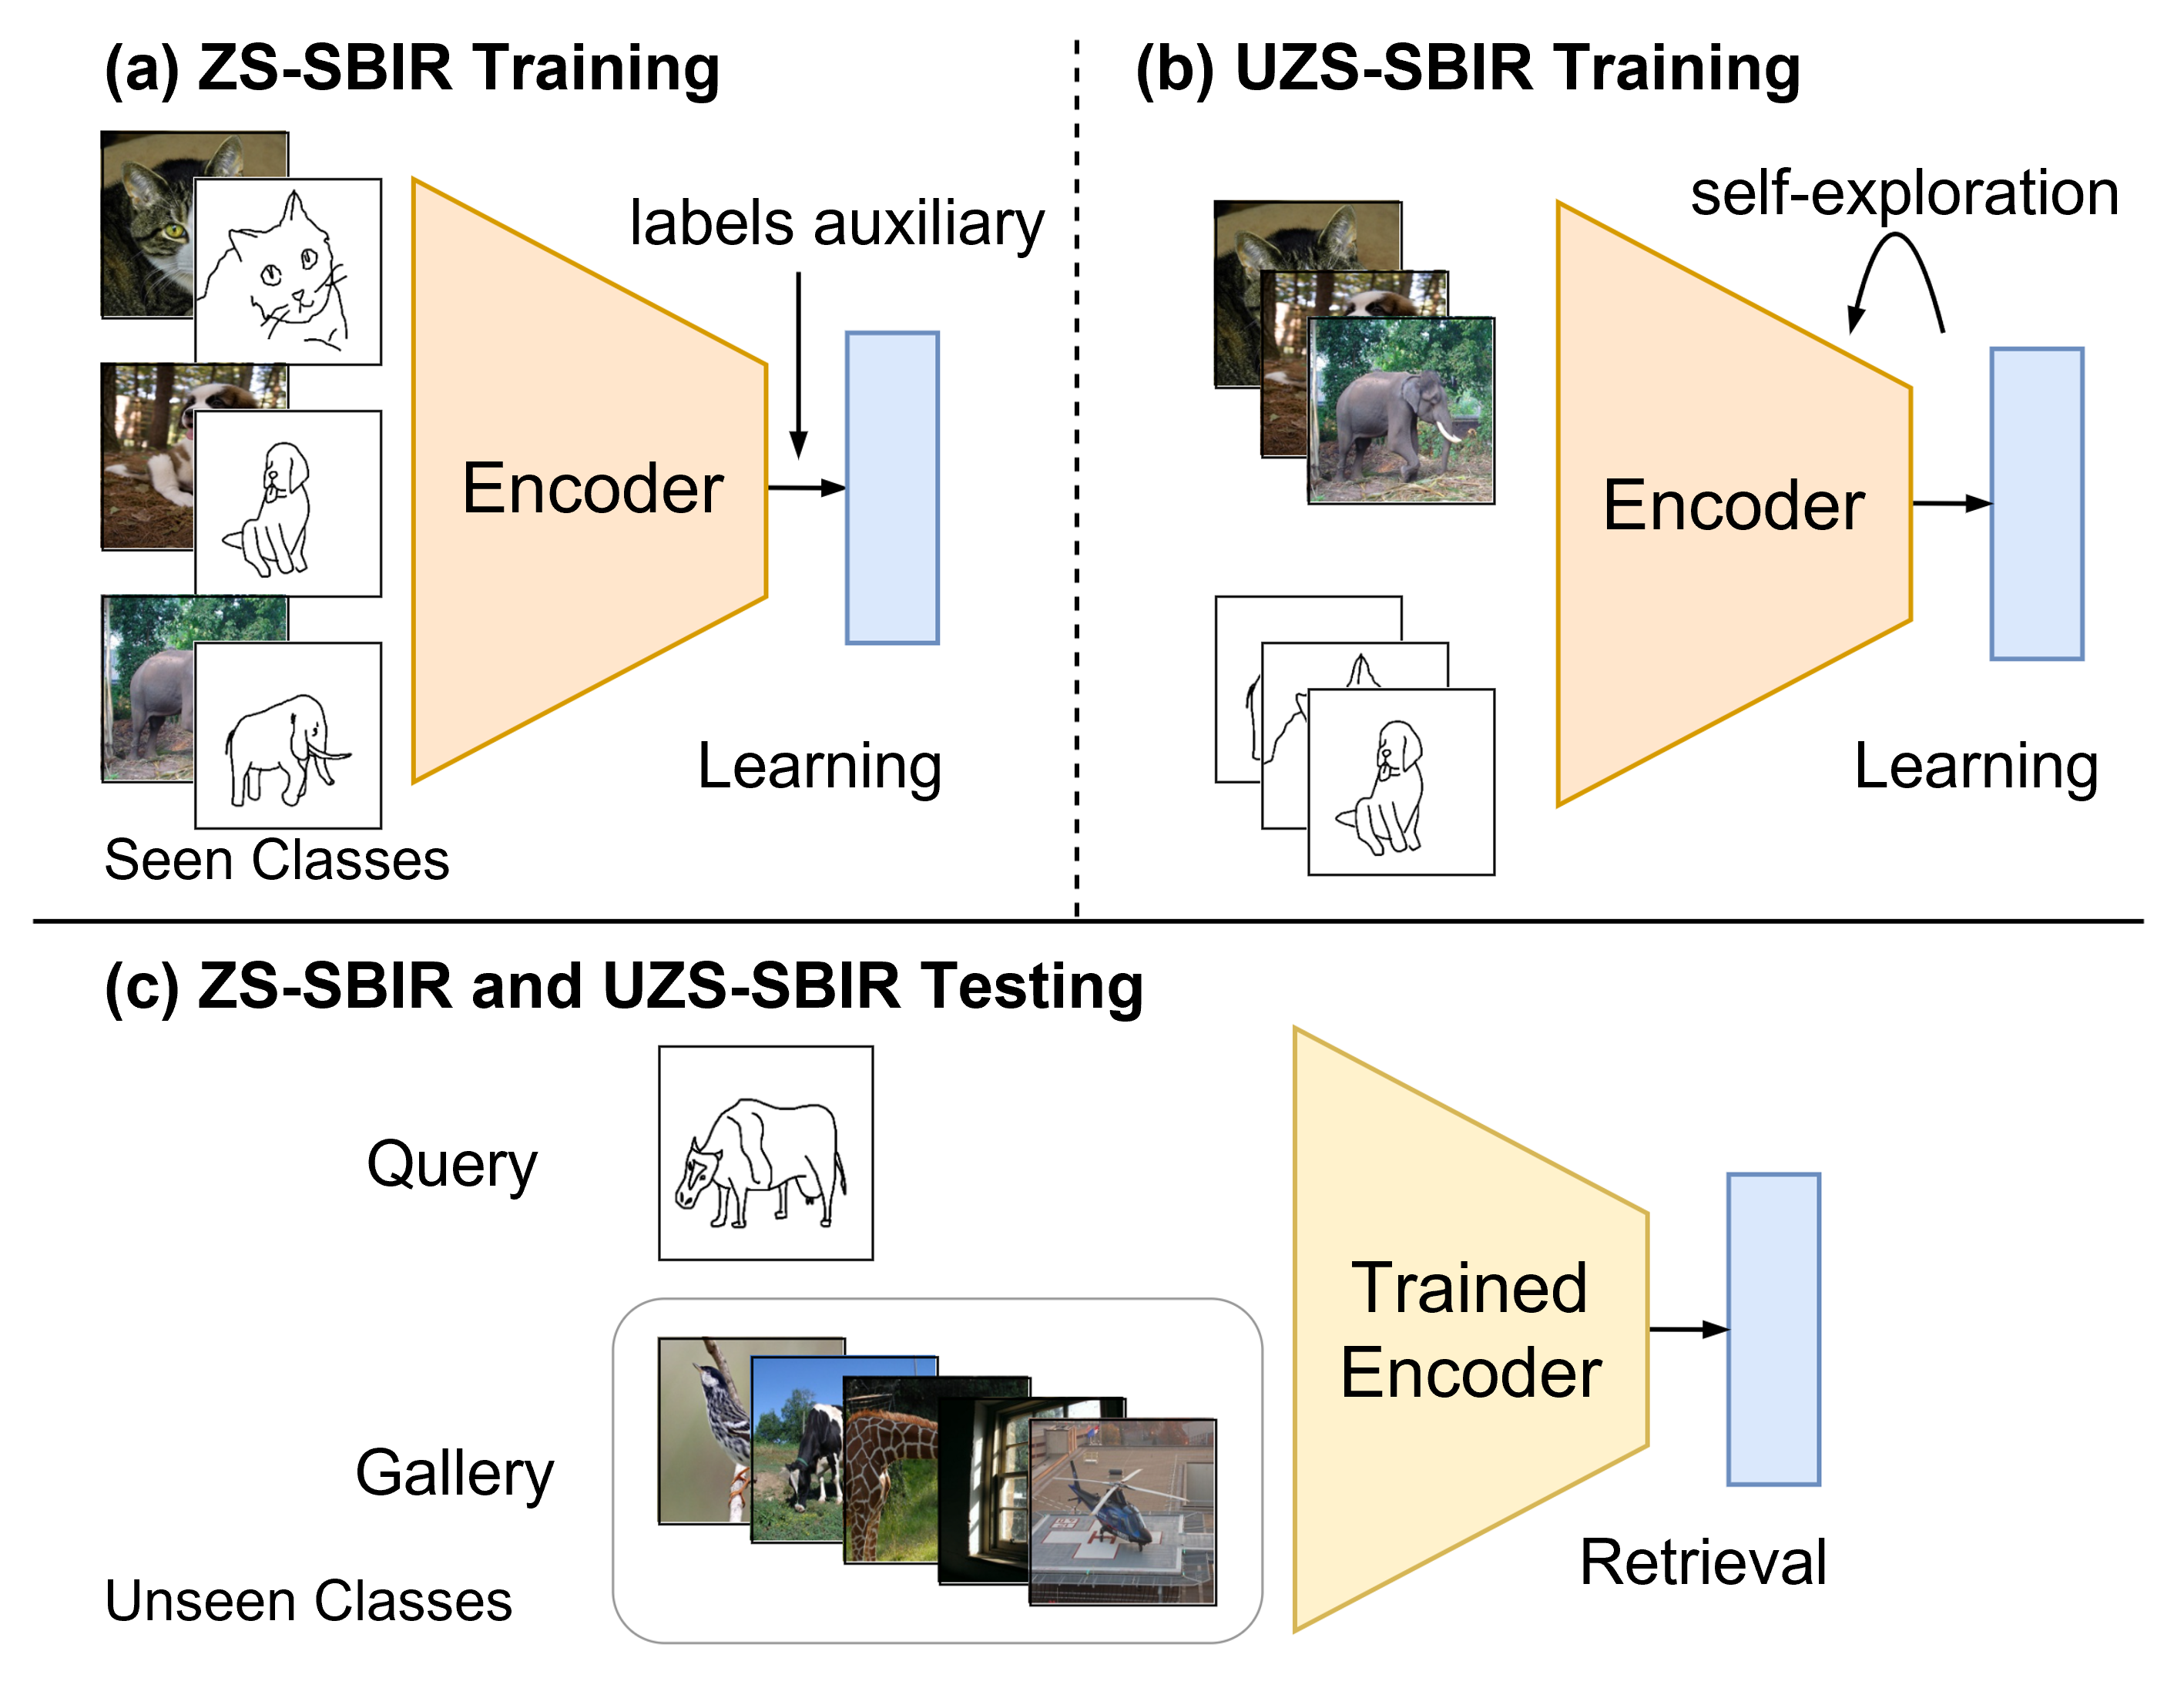 (a) ZS-SBIR Training
labels auxiliary
Encoder
Learning
Seen Classes
(b) UZS-SBIR Training
self-exploration
Encoder
Learning
(c) ZS-SBIR and UZS-SBIR Testing
Query
Gallery
Unseen Classes
Trained
Encoder
Retrieval
H